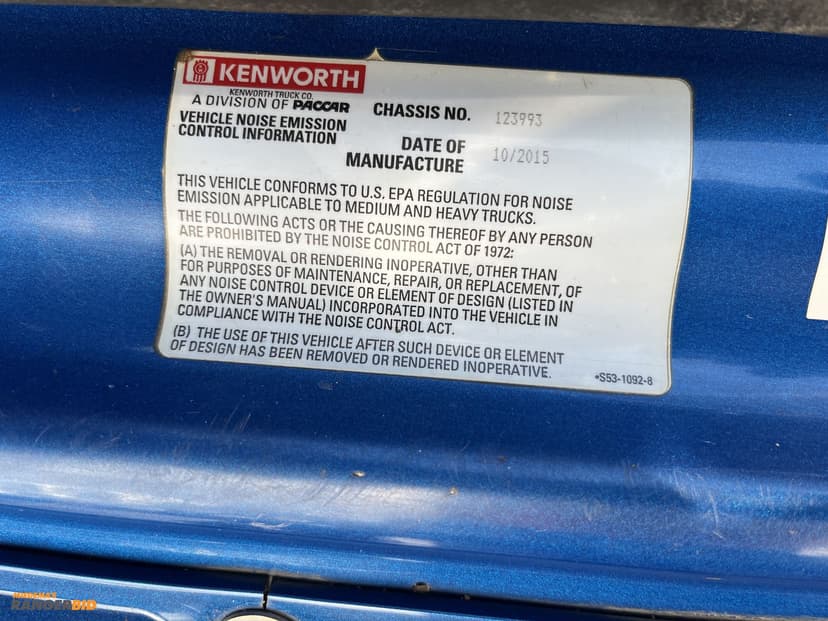 KENWORTH
KENWORTH TRUCK CO.
A DIVISION OF PACCAR
VEHICLE NOISE EMISSION
CONTROL INFORMATION
CHASSIS NO. 123993
DATE OF
MANUFACTURE 10/2015
THIS VEHICLE CONFORMS TO U.S. EPA REGULATION FOR NOISE
EMISSION APPLICABLE TO MEDIUM AND HEAVY TRUCKS.
THE FOLLOWING ACTS OR THE CAUSING THEREOF BY ANY PERSON
ARE PROHIBITED BY THE NOISE CONTROL ACT OF 1972:
(A) THE REMOVAL OR RENDERING INOPERATIVE, OTHER THAN
FOR PURPOSES OF MAINTENANCE, REPAIR, OR REPLACEMENT, OF
ANY NOISE CONTROL DEVICE OR ELEMENT OF DESIGN (LISTED IN
THE OWNER'S MANUAL) INCORPORATED INTO THE VEHICLE IN
COMPLIANCE WITH THE NOISE CONTROL ACT.
(B) THE USE OF THIS VEHICLE AFTER SUCH DEVICE OR ELEMENT
OF DESIGN HAS BEEN REMOVED OR RENDERED INOPERATIVE.
*S53-1092-8
RANGERBID